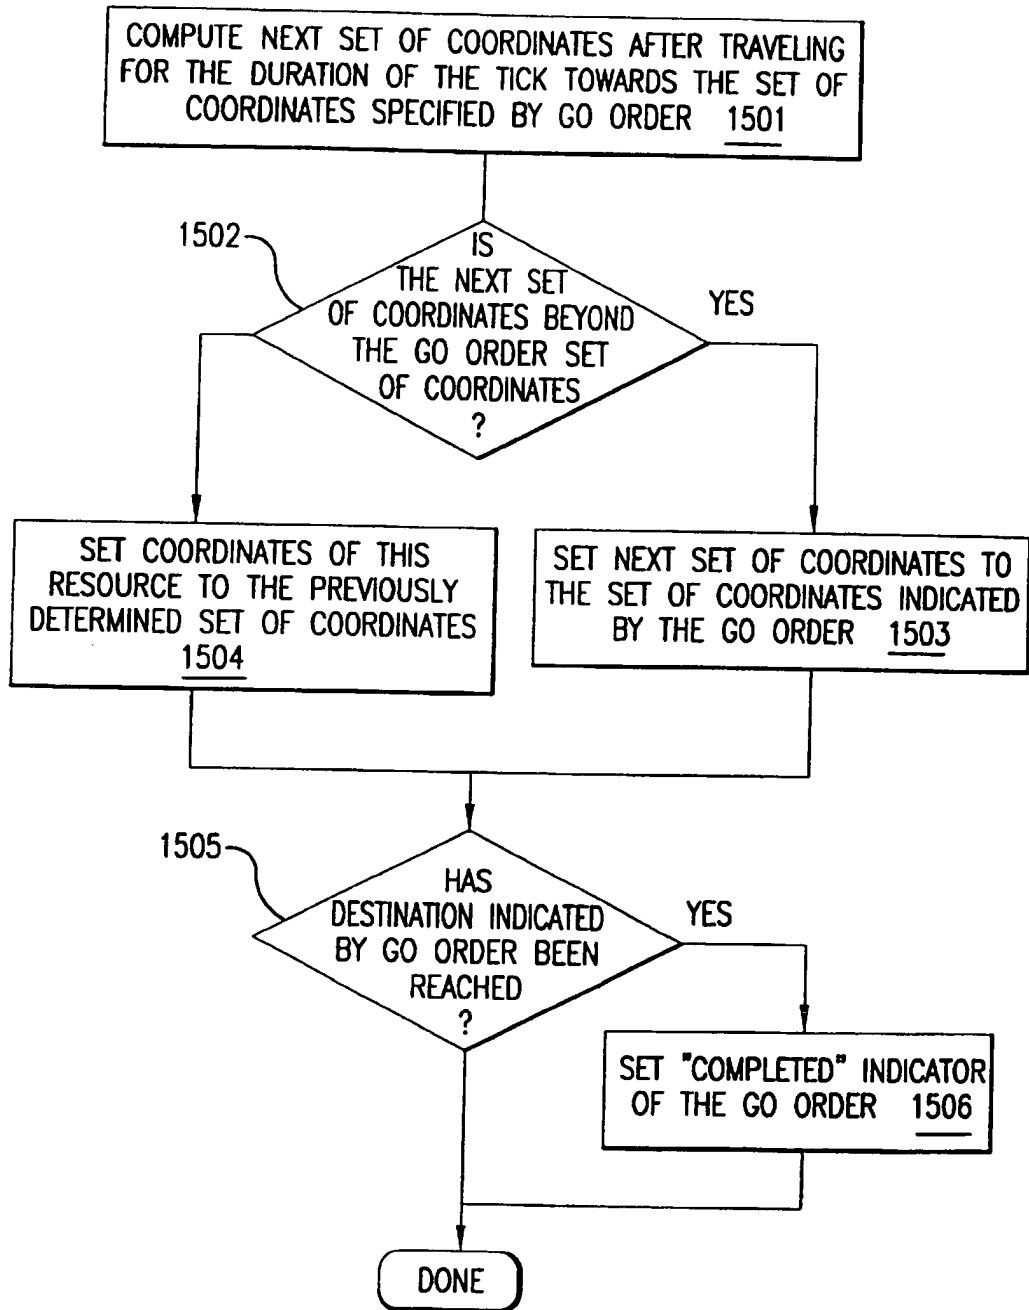 COMPUTE NEXT SET OF COORDINATES AFTER TRAVELING
FOR THE DURATION OF THE TICK TOWARDS THE SET OF
COORDINATES SPECIFIED BY GO ORDER 1501
1502
IS
THE NEXT SET
OF COORDINATES BEYOND
THE GO ORDER SET
OF COORDINATES
?
YES
SET COORDINATES OF THIS
RESOURCE TO THE PREVIOUSLY
DETERMINED SET OF COORDINATES
1504
SET NEXT SET OF COORDINATES TO
THE SET OF COORDINATES INDICATED
BY THE GO ORDER 1503
1505
HAS
DESTINATION INDICATED
BY GO ORDER BEEN
REACHED
?
YES
SET "COMPLETED" INDICATOR
OF THE GO ORDER 1506
DONE